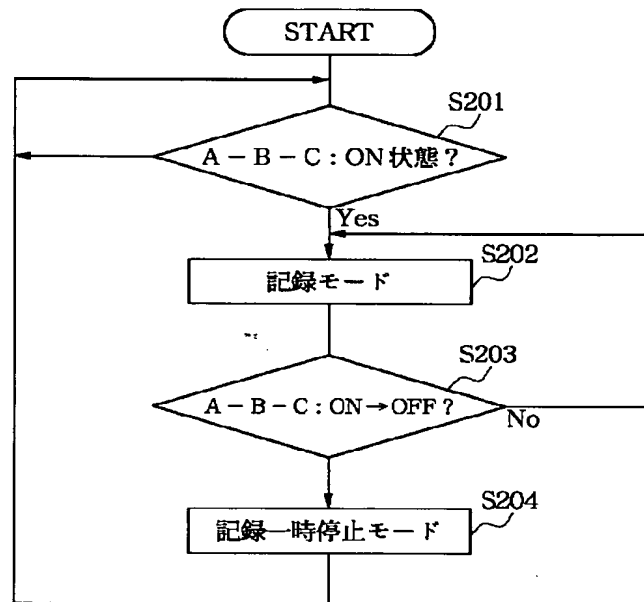 START
S201
A－B－C：ON状態？
Yes
S202
記録モード
S203
A－B－C：ON→OFF？
No
S204
記録一時停止モード